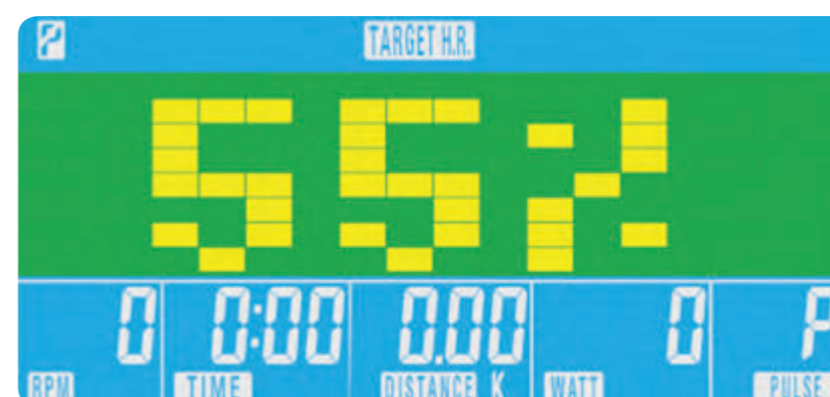 P TARGET H.R.
55%
0 0:00 0.00 0 P
RPM TIME DISTANCE K WATT PULSE